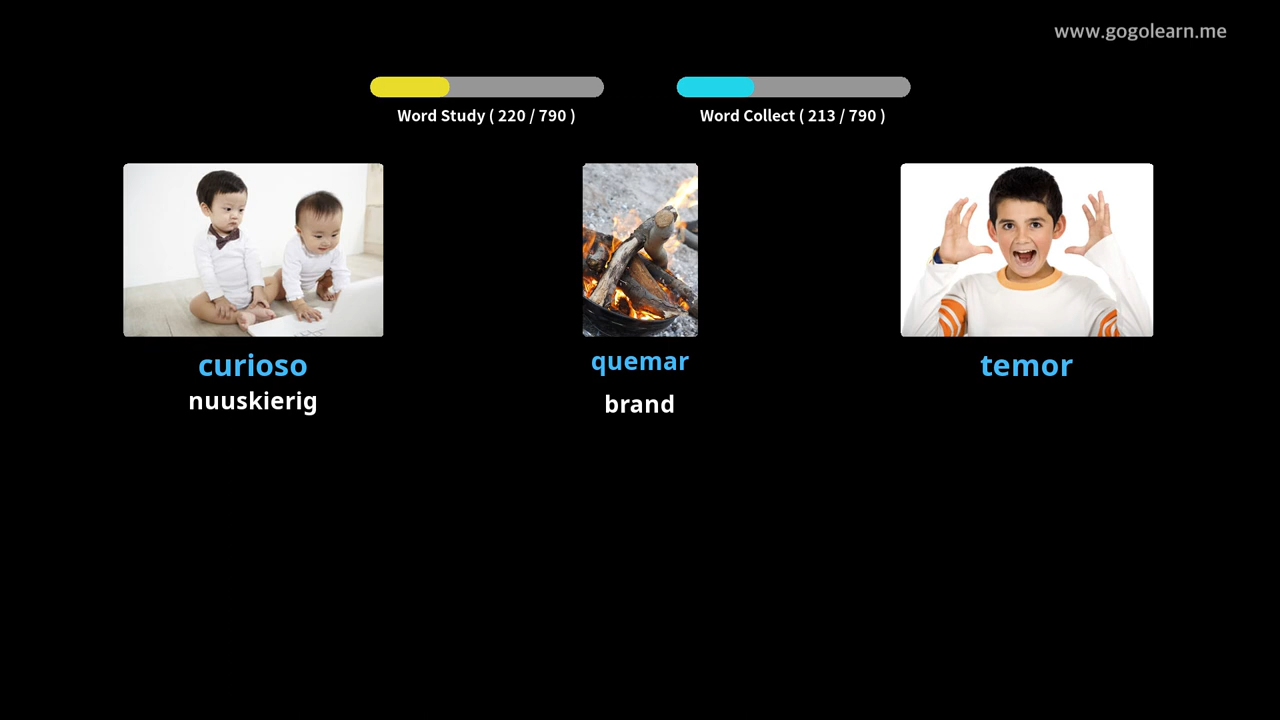 www.gogolearn.me
Word Study ( 220 / 790 )
Word Collect ( 213 / 790 )
curioso
nuuskierig
quemar
brand
temor